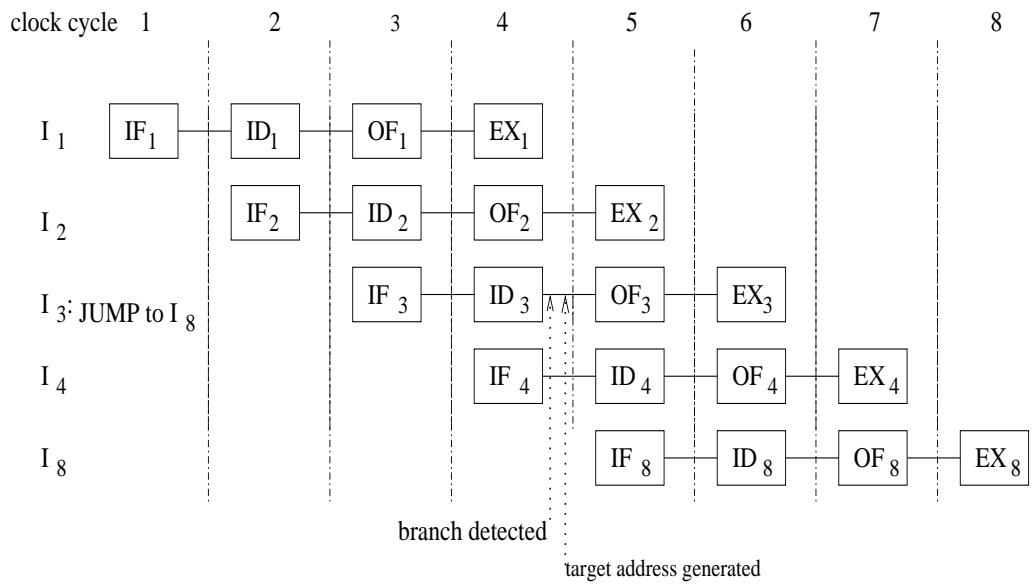 clock cycle 1 2 3 4 5 6 7 8
I 1 IF1 ID1 OF1 EX1
I 2 IF2 ID2 OF2 EX 2
I 3: JUMP to I 8 IF 3 ID 3 OF3 EX3
I 4 IF 4 ID 4 OF 4 EX 4
I 8 IF 8 ID 8 OF 8 EX 8
branch detected
target address generated